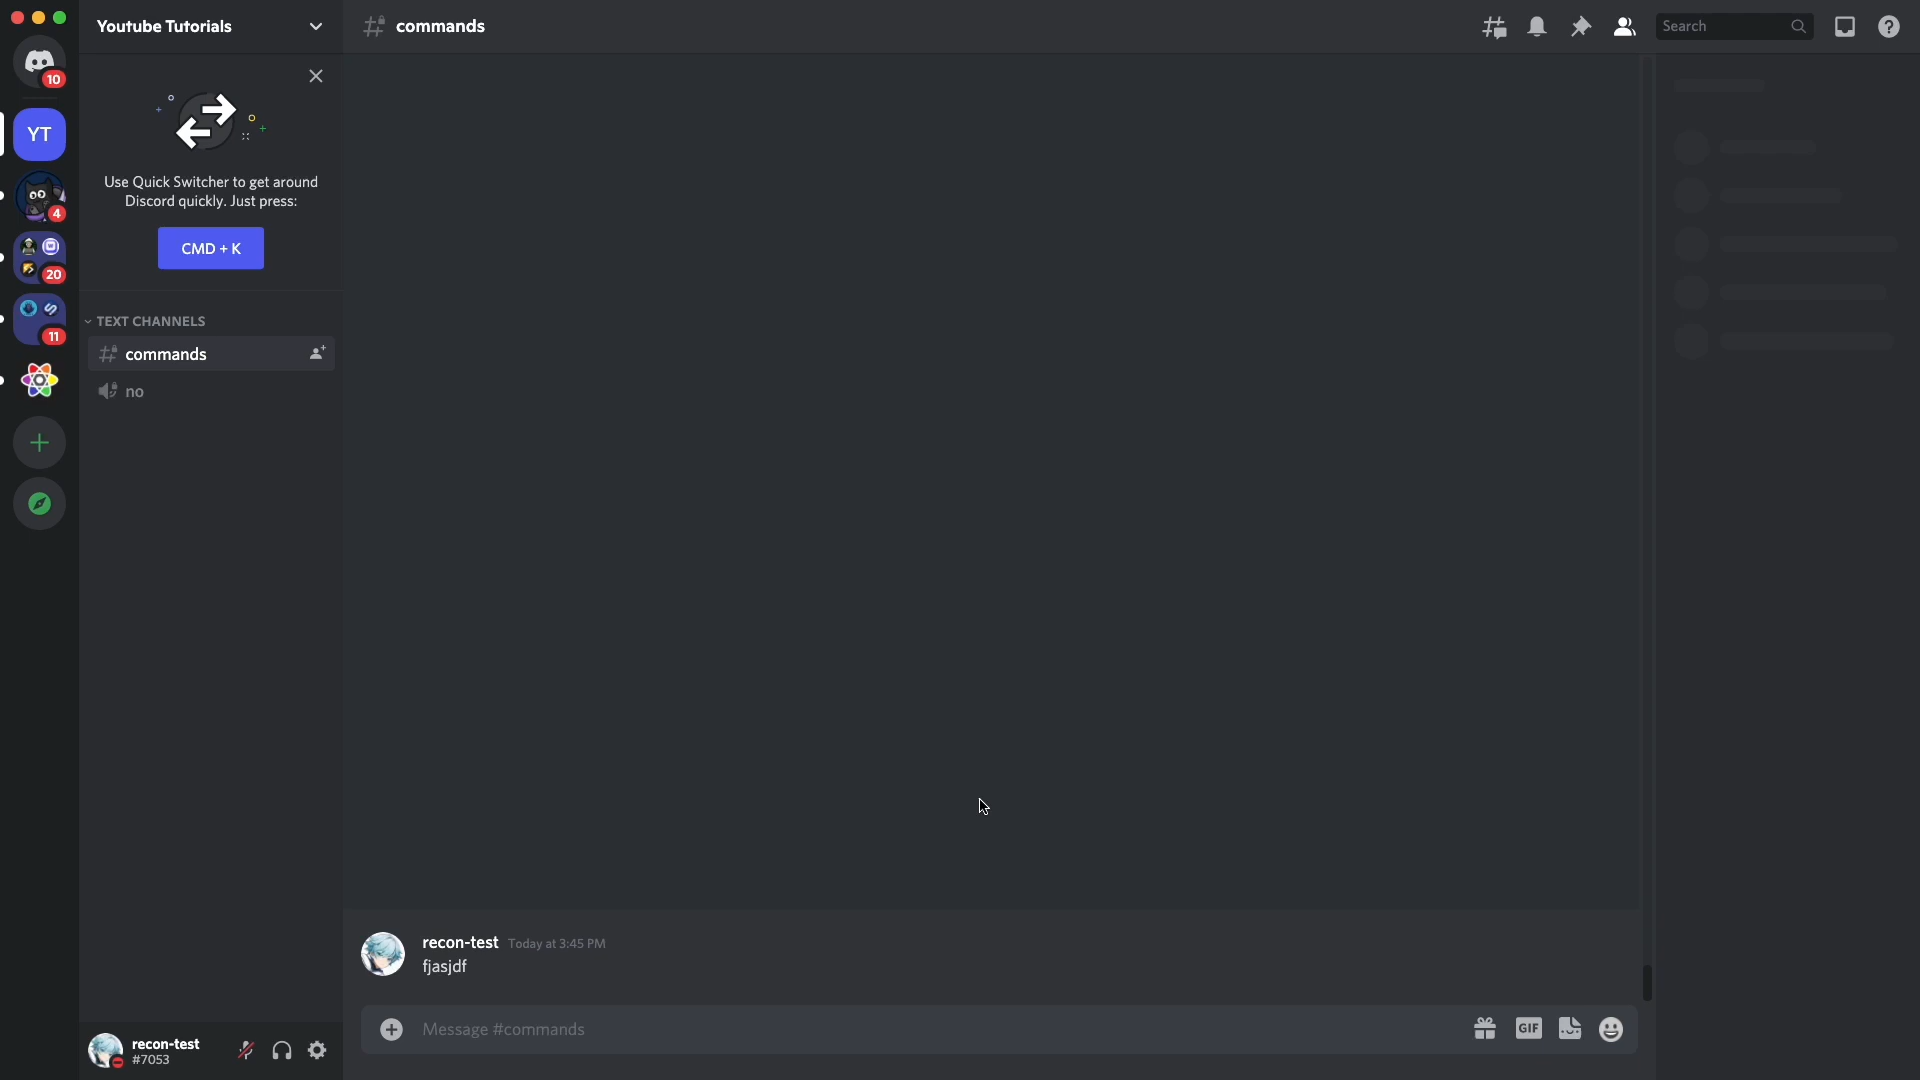 Youtube Tutorials
commands
Search
10
YT
4
20
11
Use Quick Switcher to get around
Discord quickly. Just press:
CMD + K
TEXT CHANNELS
commands
no
recon-test Today at 3:45 PM
fjasjdf
Message #commands
GIF
recon-test
#7053